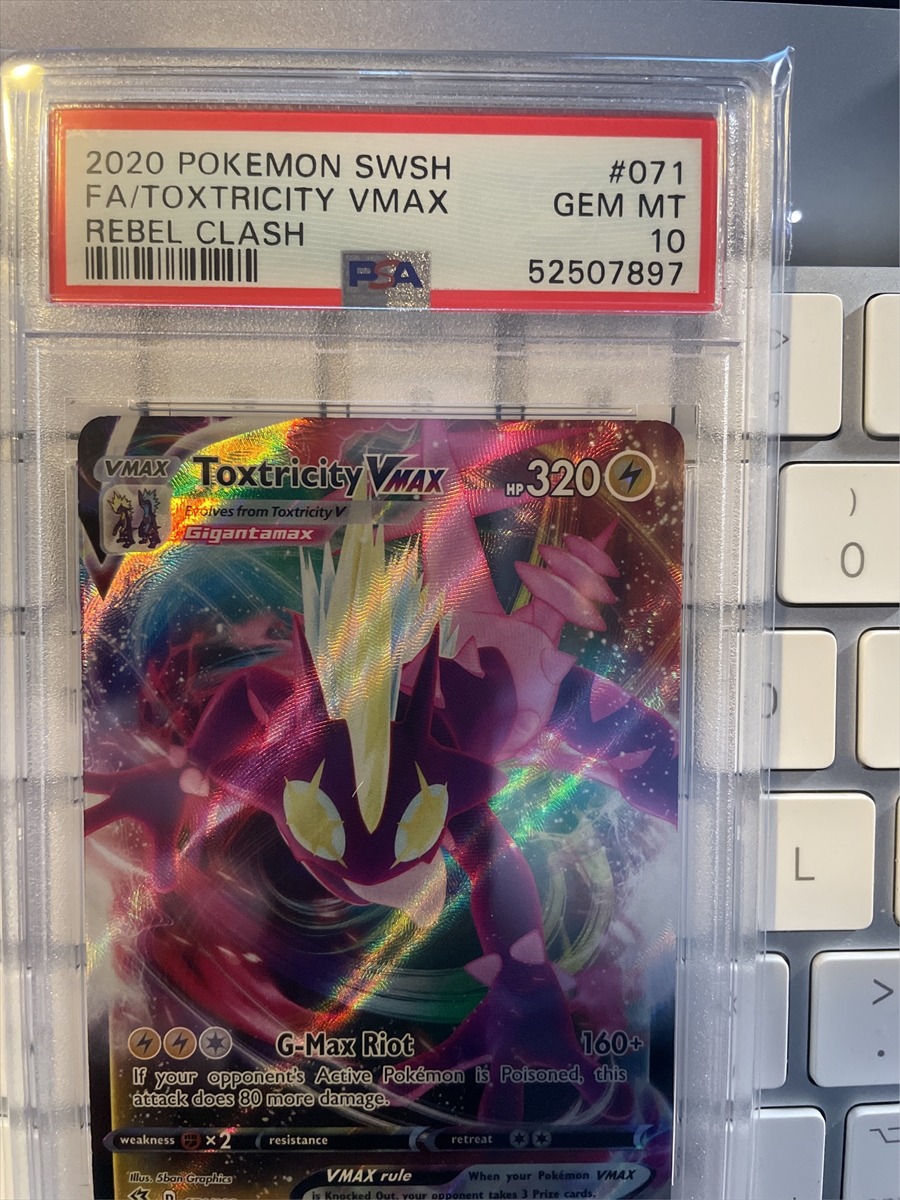 2020 POKEMON SWSH #071
FA/TOXTRICITY VMAX GEM MT
REBEL CLASH 10
PSA 52507897
VMAX Toxtricity VMAX HP 320
Evolves from Toxtricity V
Gigantamax
G-Max Riot 160+
If your opponent's Active Pokémon is Poisoned, this
attack does 80 more damage.
weakness ×2 resistance retreat
Illus. 5ban Graphics VMAX rule When your Pokémon VMAX
is Knocked Out, your opponent takes 3 Prize cards.
)
0
L
>
.